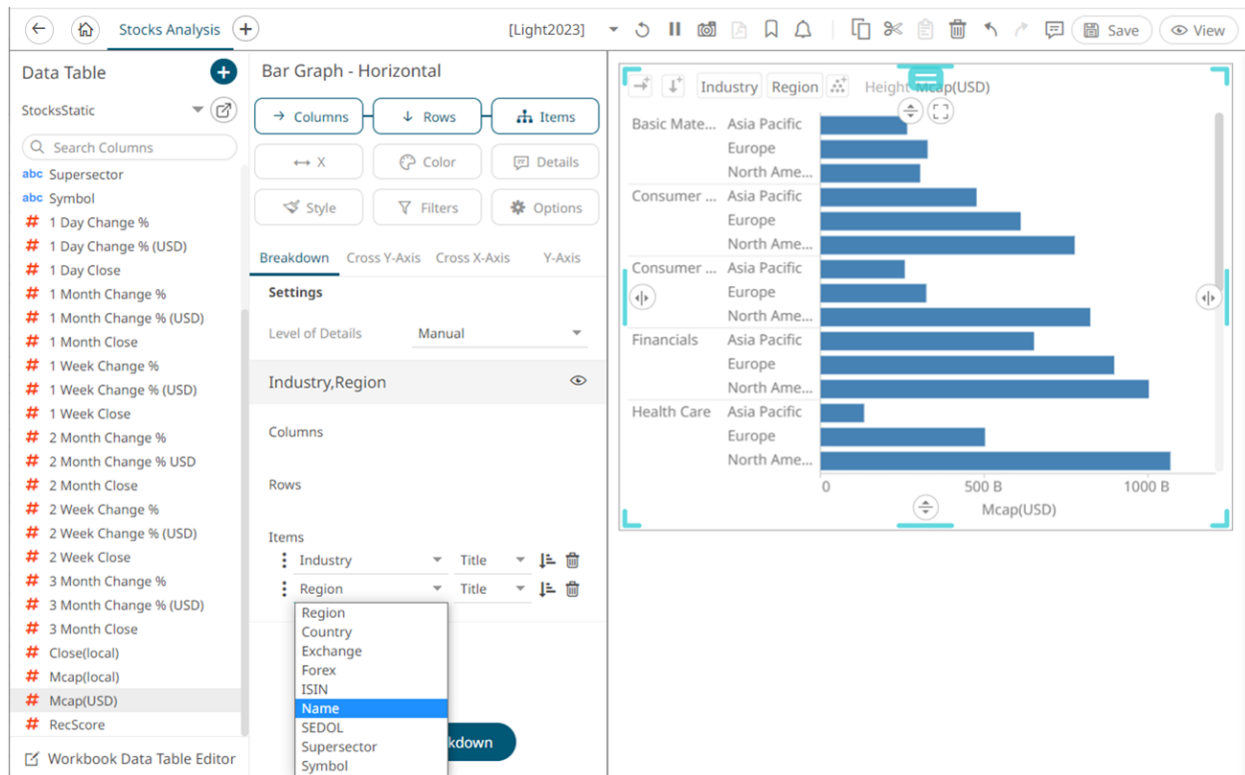 Stocks Analysis
[Light2023]
Save
View
Data Table
StocksStatic
Search Columns
abc Supersector
abc Symbol
# 1 Day Change %
# 1 Day Change % (USD)
# 1 Day Close
# 1 Month Change %
# 1 Month Change % (USD)
# 1 Month Close
# 1 Week Change %
# 1 Week Change % (USD)
# 1 Week Close
# 2 Month Change %
# 2 Month Change % USD
# 2 Month Close
# 2 Week Change %
# 2 Week Change % (USD)
# 2 Week Close
# 3 Month Change %
# 3 Month Change % (USD)
# 3 Month Close
# Close(local)
# Mcap(local)
# Mcap(USD)
# RecScore
Workbook Data Table Editor
Bar Graph - Horizontal
Columns Rows Items
X Color Details
Style Filters Options
Breakdown Cross Y-Axis Cross X-Axis Y-Axis
Settings
Level of Details Manual
Industry,Region
Columns
Rows
Items
Industry Title
Region Title
Region
Country
Exchange
Forex
ISIN
Name
SEDOL
Supersector
Symbol
kdown
Industry Region Height Mcap(USD)
Basic Mate... Asia Pacific
Europe
North Ame...
Consumer ... Asia Pacific
Europe
North Ame...
Consumer ... Asia Pacific
Europe
North Ame...
Financials Asia Pacific
Europe
North Ame...
Health Care Asia Pacific
Europe
North Ame...
0 500 B 1000 B
Mcap(USD)